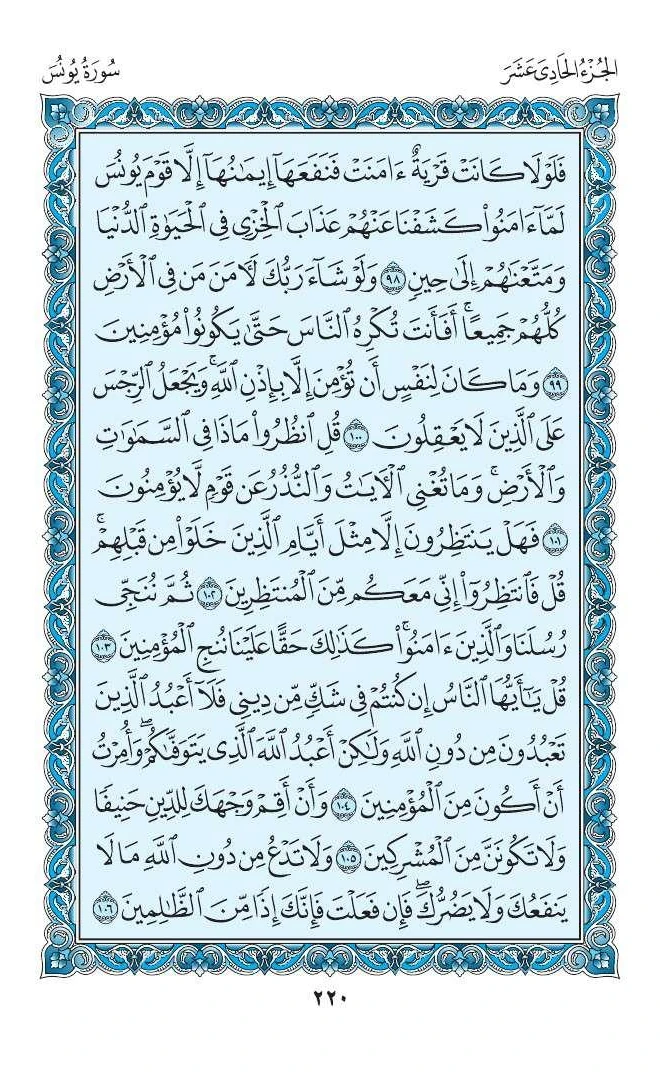 الجزء الحادي عشر
سورة يونس
فَلَوْلَا كَانَتْ قَرْيَةٌ ءَامَنَتْ فَنَفَعَهَآ إِيمَٰنُهَآ إِلَّا قَوْمَ يُونُسَ
لَمَّآ ءَامَنُوا۟ كَشَفْنَا عَنْهُمْ عَذَابَ ٱلْخِزْىِ فِى ٱلْحَيَوٰةِ ٱلدُّنْيَا
وَمَتَّعْنَٰهُمْ إِلَىٰ حِينٍ ٩٨ وَلَوْ شَآءَ رَبُّكَ لَءَامَنَ مَن فِى ٱلْأَرْضِ
كُلُّهُمْ جَمِيعًا ۚ أَفَأَنتَ تُكْرِهُ ٱلنَّاسَ حَتَّىٰ يَكُونُوا۟ مُؤْمِنِينَ
٩٩ وَمَا كَانَ لِنَفْسٍ أَن تُؤْمِنَ إِلَّا بِإِذْنِ ٱللَّهِ ۚ وَيَجْعَلُ ٱلرِّجْسَ
عَلَى ٱلَّذِينَ لَا يَعْقِلُونَ ١٠٠ قُلِ ٱنظُرُوا۟ مَاذَا فِى ٱلسَّمَٰوَٰتِ
وَٱلْأَرْضِ ۚ وَمَا تُغْنِى ٱلْءَايَٰتُ وَٱلنُّذُرُ عَن قَوْمٍ لَّا يُؤْمِنُونَ
١٠١ فَهَلْ يَنتَظِرُونَ إِلَّا مِثْلَ أَيَّامِ ٱلَّذِينَ خَلَوْا۟ مِن قَبْلِهِمْ ۚ
قُلْ فَٱنتَظِرُوٓا۟ إِنِّى مَعَكُم مِّنَ ٱلْمُنتَظِرِينَ ١٠٢ ثُمَّ نُنَجِّى
رُسُلَنَا وَٱلَّذِينَ ءَامَنُوا۟ ۚ كَذَٰلِكَ حَقًّا عَلَيْنَا نُنجِ ٱلْمُؤْمِنِينَ ١٠٣
قُلْ يَٰٓأَيُّهَا ٱلنَّاسُ إِن كُنتُمْ فِى شَكٍّ مِّن دِينِى فَلَآ أَعْبُدُ ٱلَّذِينَ
تَعْبُدُونَ مِن دُونِ ٱللَّهِ وَلَٰكِنْ أَعْبُدُ ٱللَّهَ ٱلَّذِى يَتَوَفَّىٰكُمْ ۖ وَأُمِرْتُ
أَنْ أَكُونَ مِنَ ٱلْمُؤْمِنِينَ ١٠٤ وَأَنْ أَقِمْ وَجْهَكَ لِلدِّينِ حَنِيفًا
وَلَا تَكُونَنَّ مِنَ ٱلْمُشْرِكِينَ ١٠٥ وَلَا تَدْعُ مِن دُونِ ٱللَّهِ مَا لَا
يَنفَعُكَ وَلَا يَضُرُّكَ ۖ فَإِن فَعَلْتَ فَإِنَّكَ إِذًا مِّنَ ٱلظَّٰلِمِينَ ١٠٦
٢٢٠